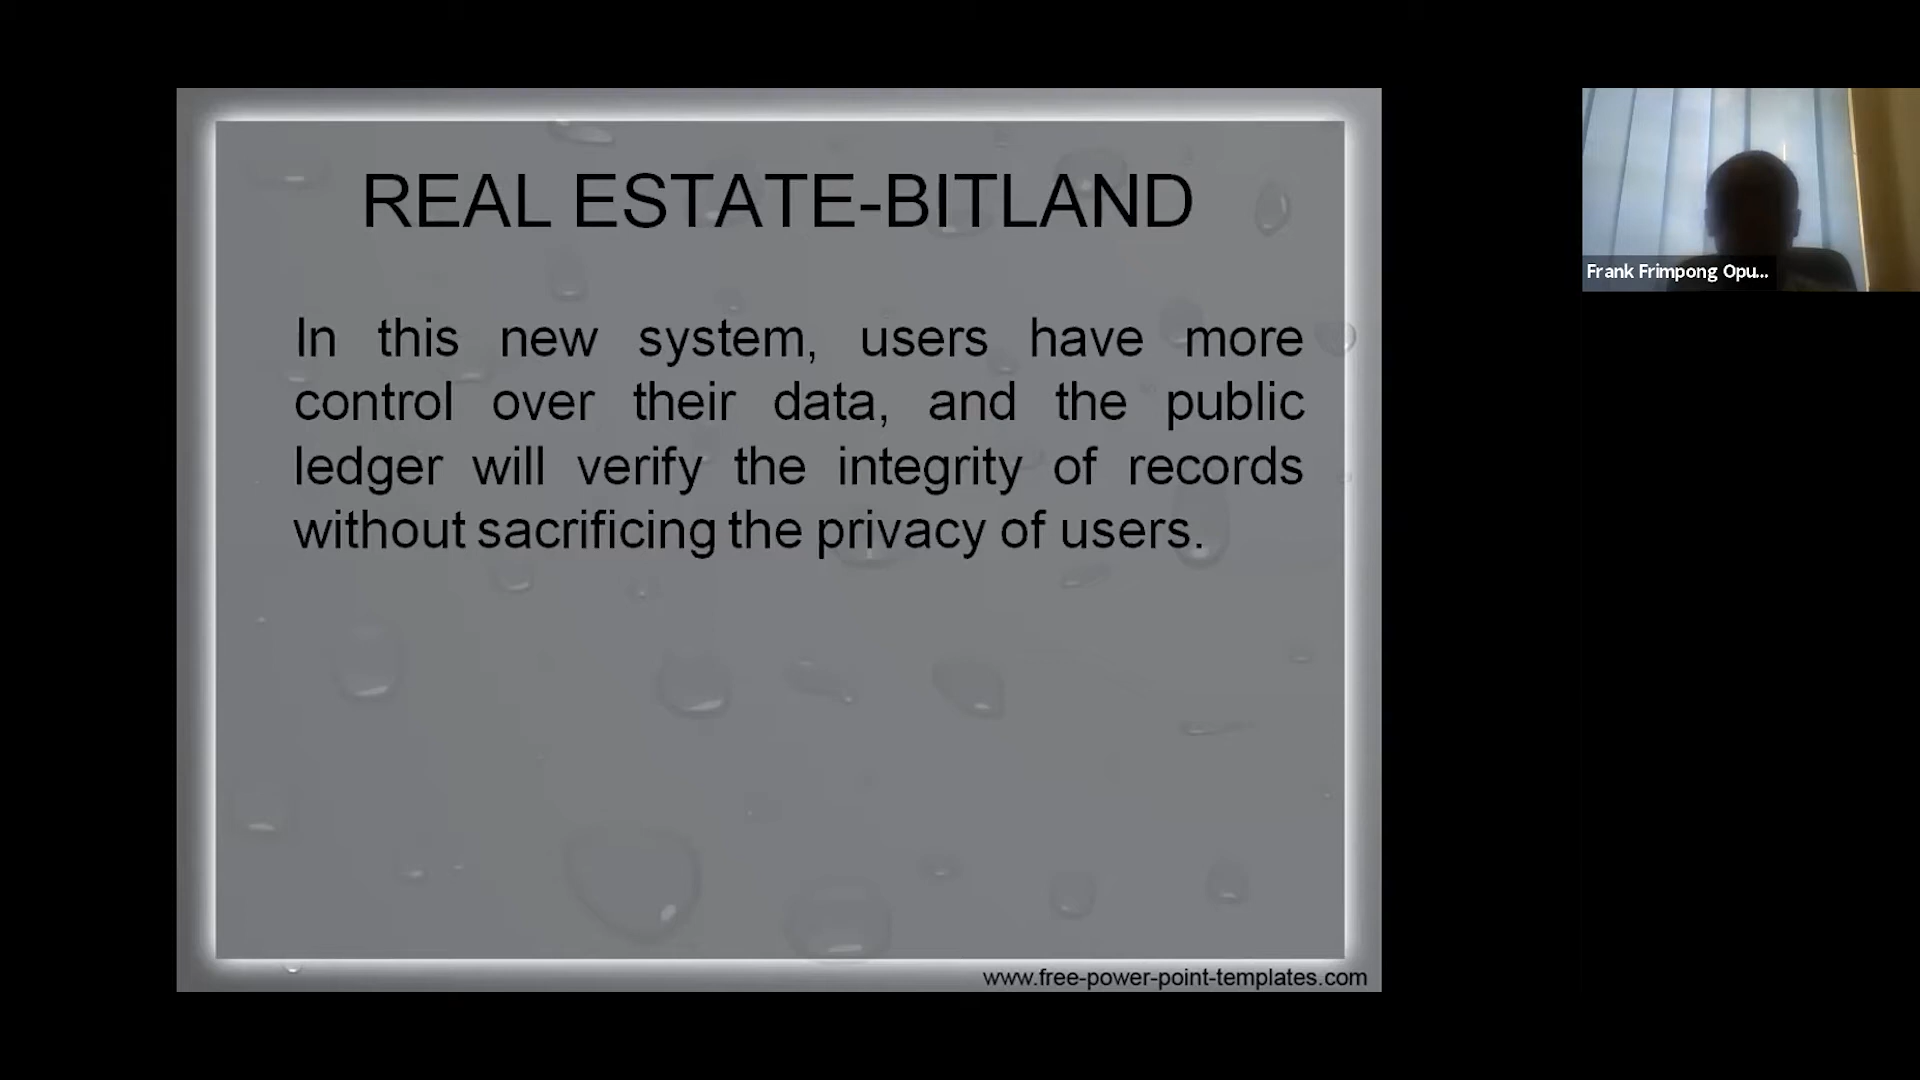 REAL ESTATE-BITLAND
In this new system, users have more
control over their data, and the public
ledger will verify the integrity of records
without sacrificing the privacy of users.
www.free-power-point-templates.com
Frank Frimpong Opu...